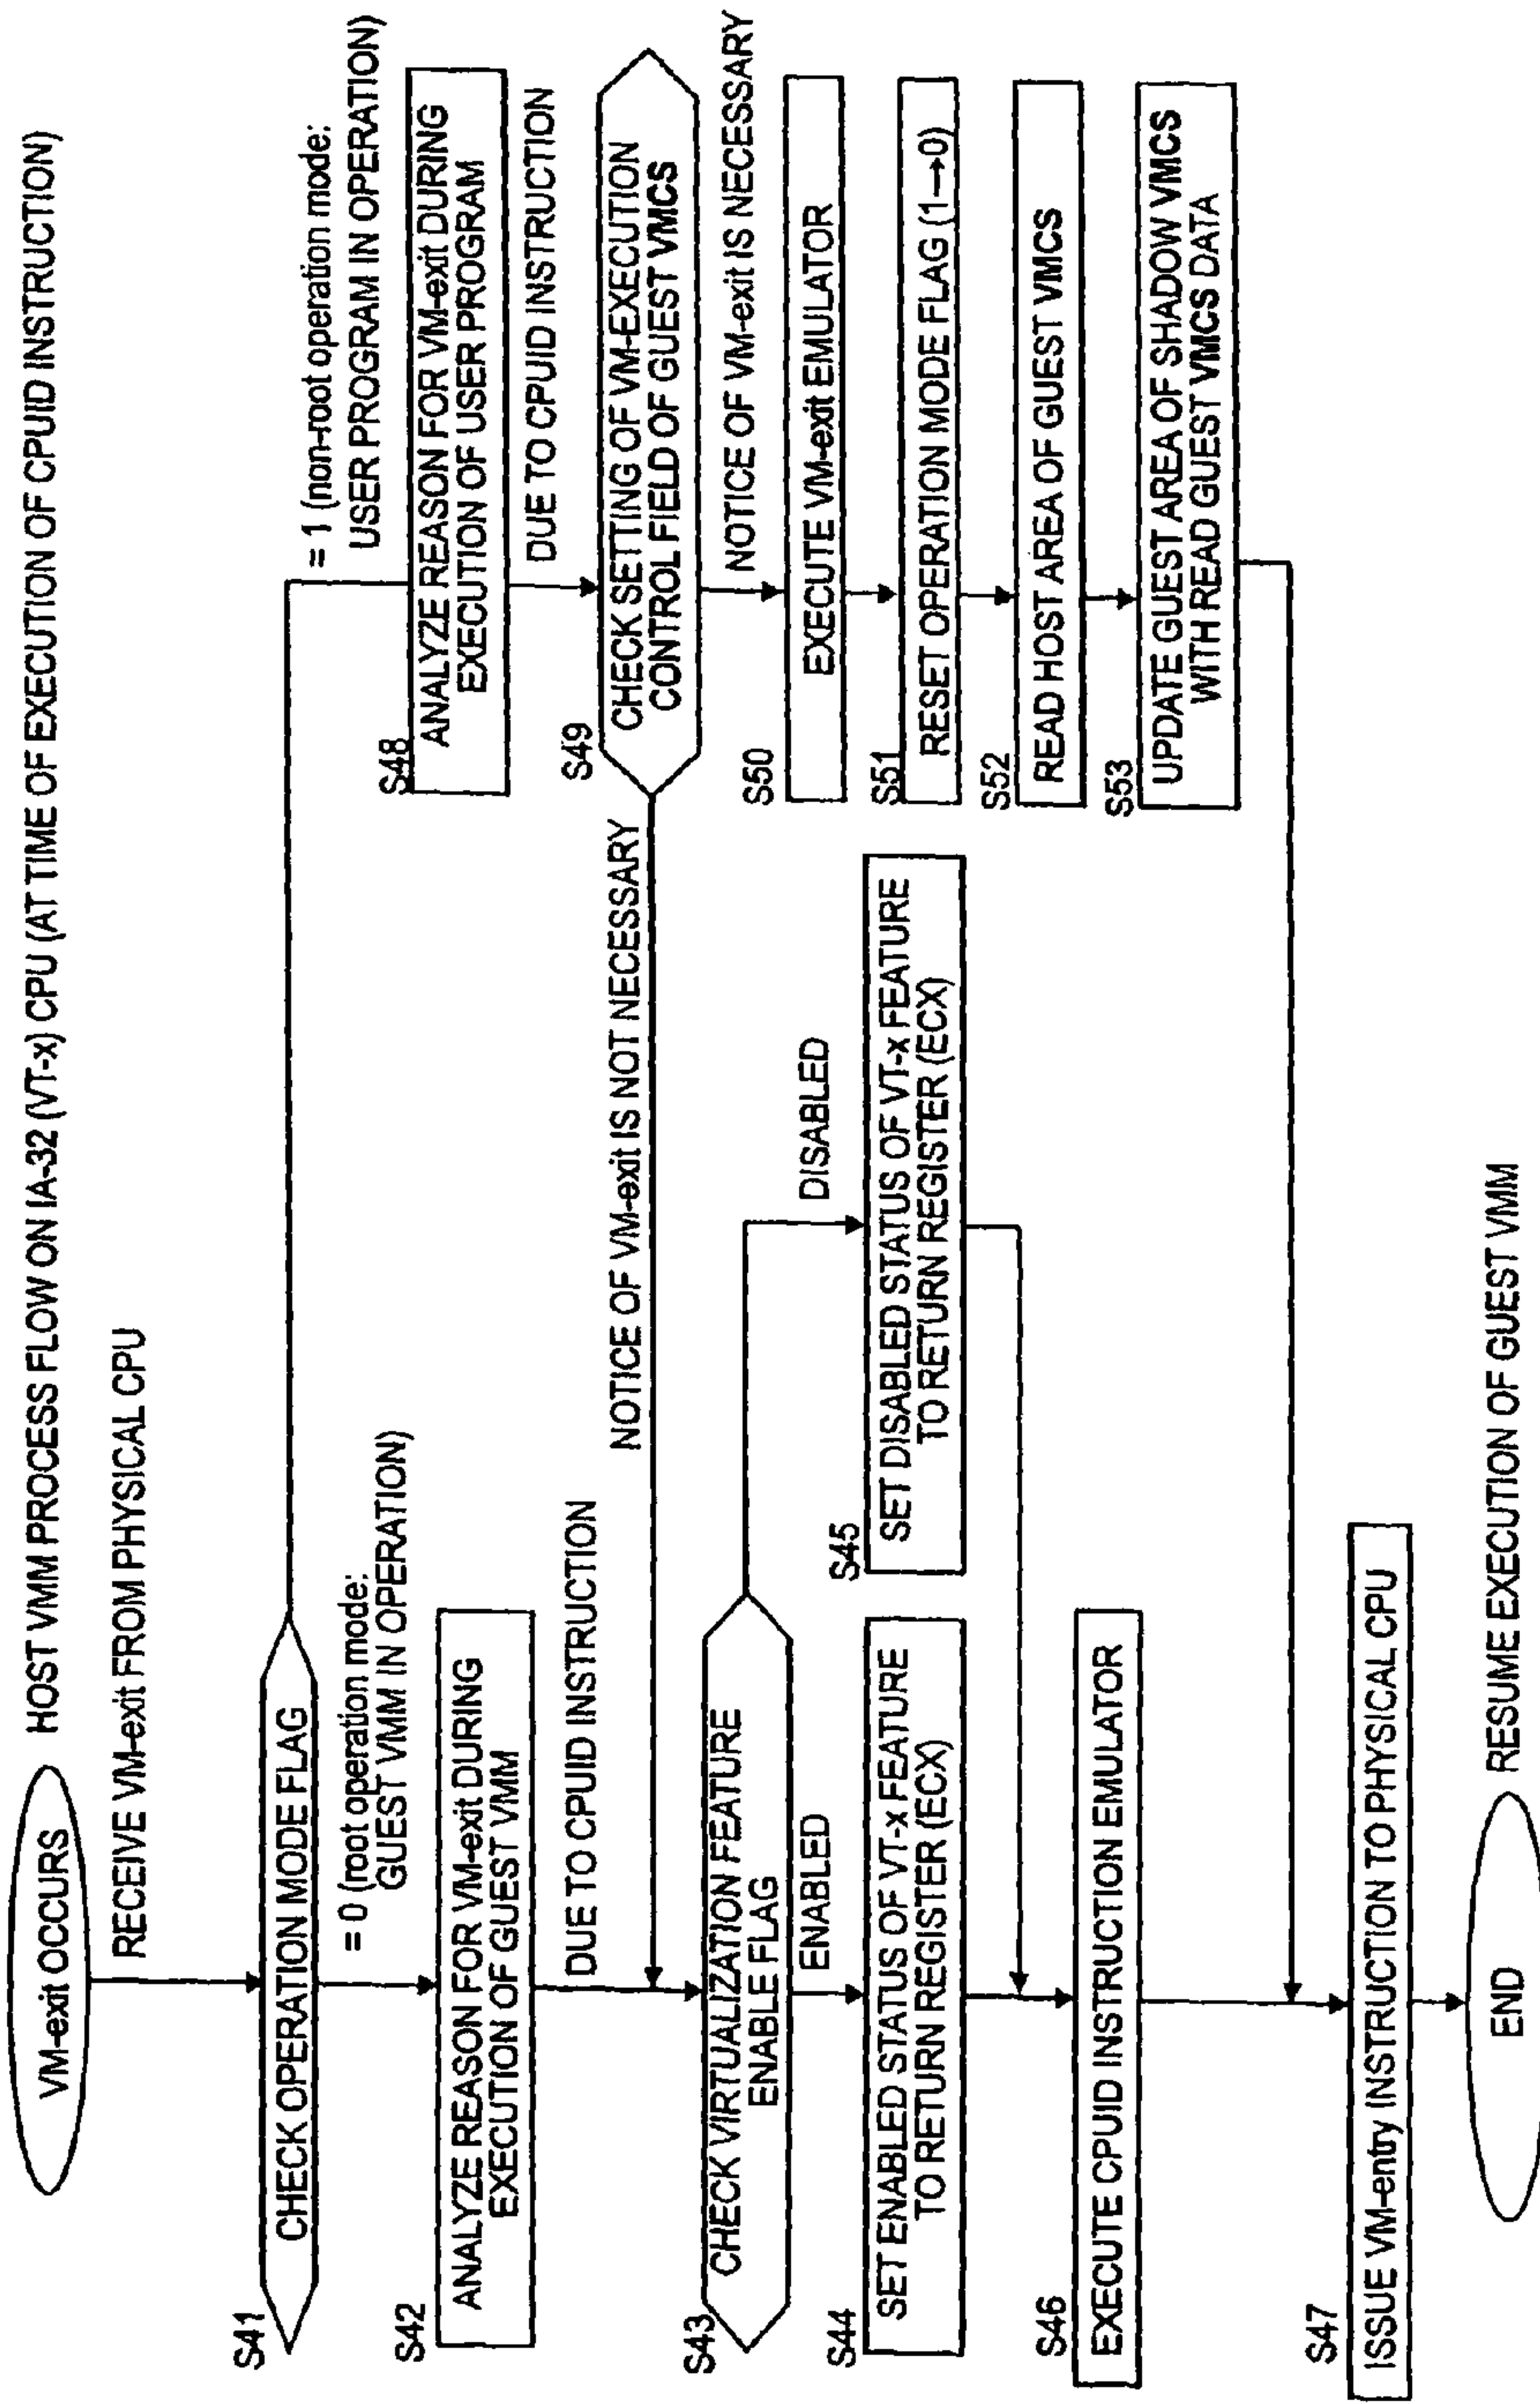 HOST VMM PROCESS FLOW ON IA-32 (VT-x) CPU (AT TIME OF EXECUTION OF CPUID INSTRUCTION)
VM-exit OCCURS
RECEIVE VM-exit FROM PHYSICAL CPU
S41
CHECK OPERATION MODE FLAG
= 0 (root operation mode:
GUEST VMM IN OPERATION)
= 1 (non-root operation mode:
USER PROGRAM IN OPERATION)
S42
ANALYZE REASON FOR VM-exit DURING
EXECUTION OF GUEST VMM
DUE TO CPUID INSTRUCTION
S48
ANALYZE REASON FOR VM-exit DURING
EXECUTION OF USER PROGRAM
DUE TO CPUID INSTRUCTION
S49
CHECK SETTING OF VM-EXECUTION
CONTROL FIELD OF GUEST VMCS
NOTICE OF VM-exit IS NOT NECESSARY
NOTICE OF VM-exit IS NECESSARY
S43
CHECK VIRTUALIZATION FEATURE
ENABLE FLAG
ENABLED
DISABLED
S44
SET ENABLED STATUS OF VT-x FEATURE
TO RETURN REGISTER (ECX)
S45
SET DISABLED STATUS OF VT-x FEATURE
TO RETURN REGISTER (ECX)
S50
EXECUTE VM-exit EMULATOR
S51
RESET OPERATION MODE FLAG (1→0)
S52
READ HOST AREA OF GUEST VMCS
S53
UPDATE GUEST AREA OF SHADOW VMCS
WITH READ GUEST VMCS DATA
S46
EXECUTE CPUID INSTRUCTION EMULATOR
S47
ISSUE VM-entry INSTRUCTION TO PHYSICAL CPU
END
RESUME EXECUTION OF GUEST VMM